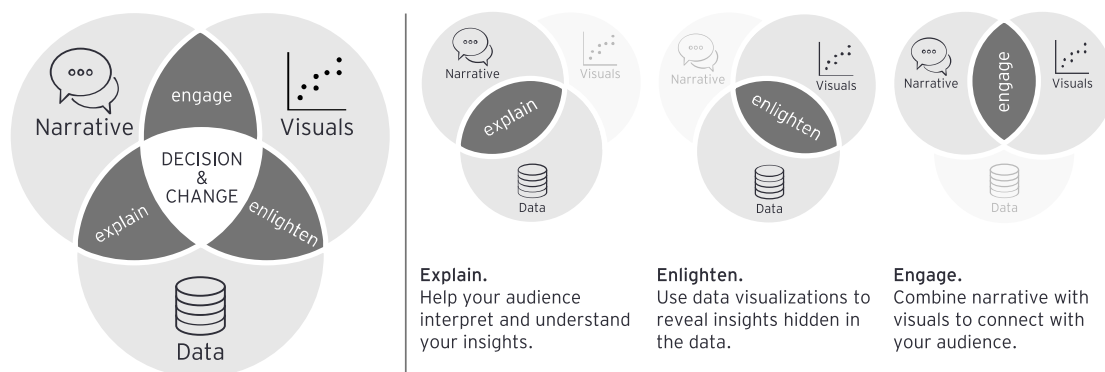 engage
Narrative
Visuals
DECISION
&
CHANGE
explain
enlighten
Data
Narrative
Visuals
explain
Data
Narrative
Visuals
enlighten
Data
Narrative
engage
Visuals
Data
Explain.
Help your audience
interpret and understand
your insights.
Enlighten.
Use data visualizations to
reveal insights hidden in
the data.
Engage.
Combine narrative with
visuals to connect with
your audience.